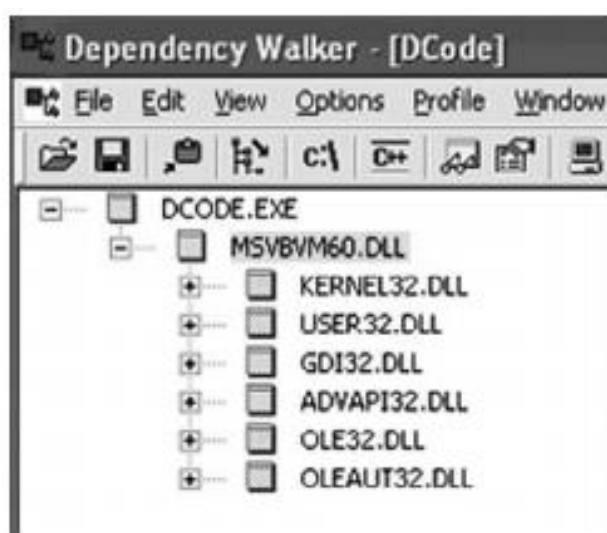 Dependency Walker - [DCode]
File Edit View Options Profile Window
C:\ C++
DCODE.EXE
MSVBVM60.DLL
KERNEL32.DLL
USER32.DLL
GDI32.DLL
ADVAPI32.DLL
OLE32.DLL
OLEAUT32.DLL